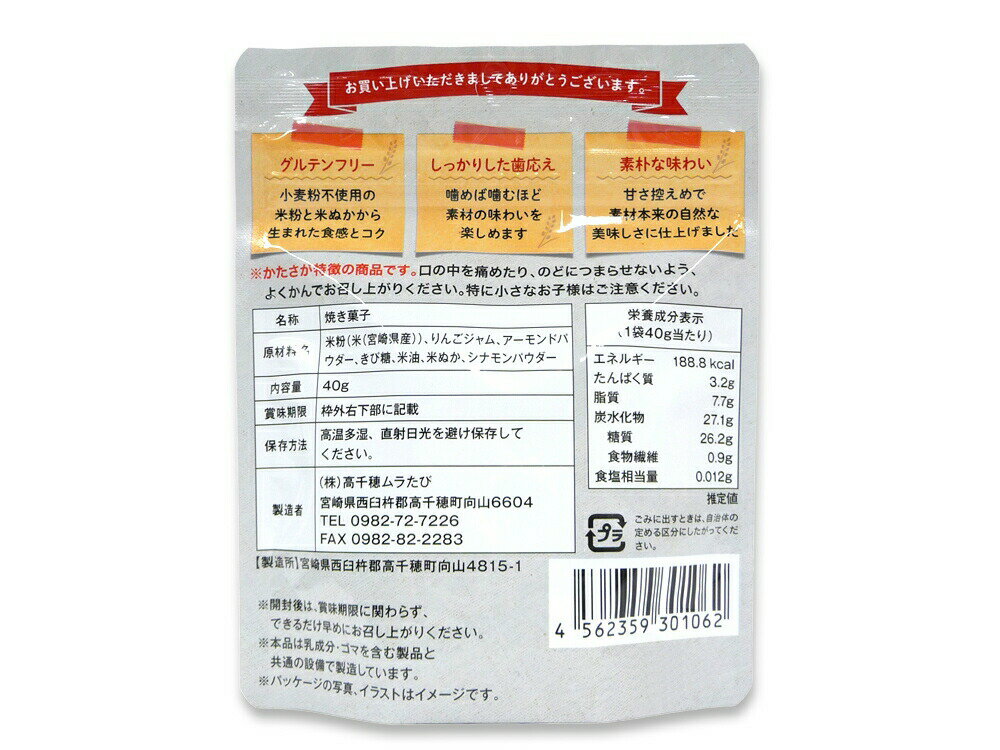 お買い上げいただきましてありがとうございます。
グルテンフリー
小麦粉不使用の
米粉と米ぬかから
生まれた食感とコク
しっかりした歯応え
噛めば噛むほど
素材の味わいを
楽しめます
素朴な味わい
甘さ控えめで
素材本来の自然な
美味しさに仕上げました
※かたさが特徴の商品です。口の中を痛めたり、のどにつまらせないよう、
よくかんでお召し上がりください。特に小さなお子様はご注意ください。
名称 焼き菓子
原材料名 米粉(米(宮崎県産))、りんごジャム、アーモンドパ
ウダー、きび糖、米油、米ぬか、シナモンパウダー
内容量 40g
賞味期限 枠外右下部に記載
保存方法 高温多湿、直射日光を避け保存して
ください。
製造者 (株)高千穂ムラたび
宮崎県西臼杵郡高千穂町向山6604
TEL 0982-72-7226
FAX 0982-82-2283
【製造所】宮崎県西臼杵郡高千穂町向山4815-1
栄養成分表示
(1袋40g当たり)
エネルギー 188.8kcal
たんぱく質 3.2g
脂質 7.7g
炭水化物 27.1g
糖質 26.2g
食物繊維 0.9g
食塩相当量 0.012g
推定値
プラ
ごみに出すときは、自治体の
定める区分にしたがってくだ
さい。
※開封後は、賞味期限に関わらず、
できるだけ早めにお召し上がりください。
※本品は乳成分・ゴマを含む製品と
共通の設備で製造しています。
※パッケージの写真、イラストはイメージです。
4 562359 301062